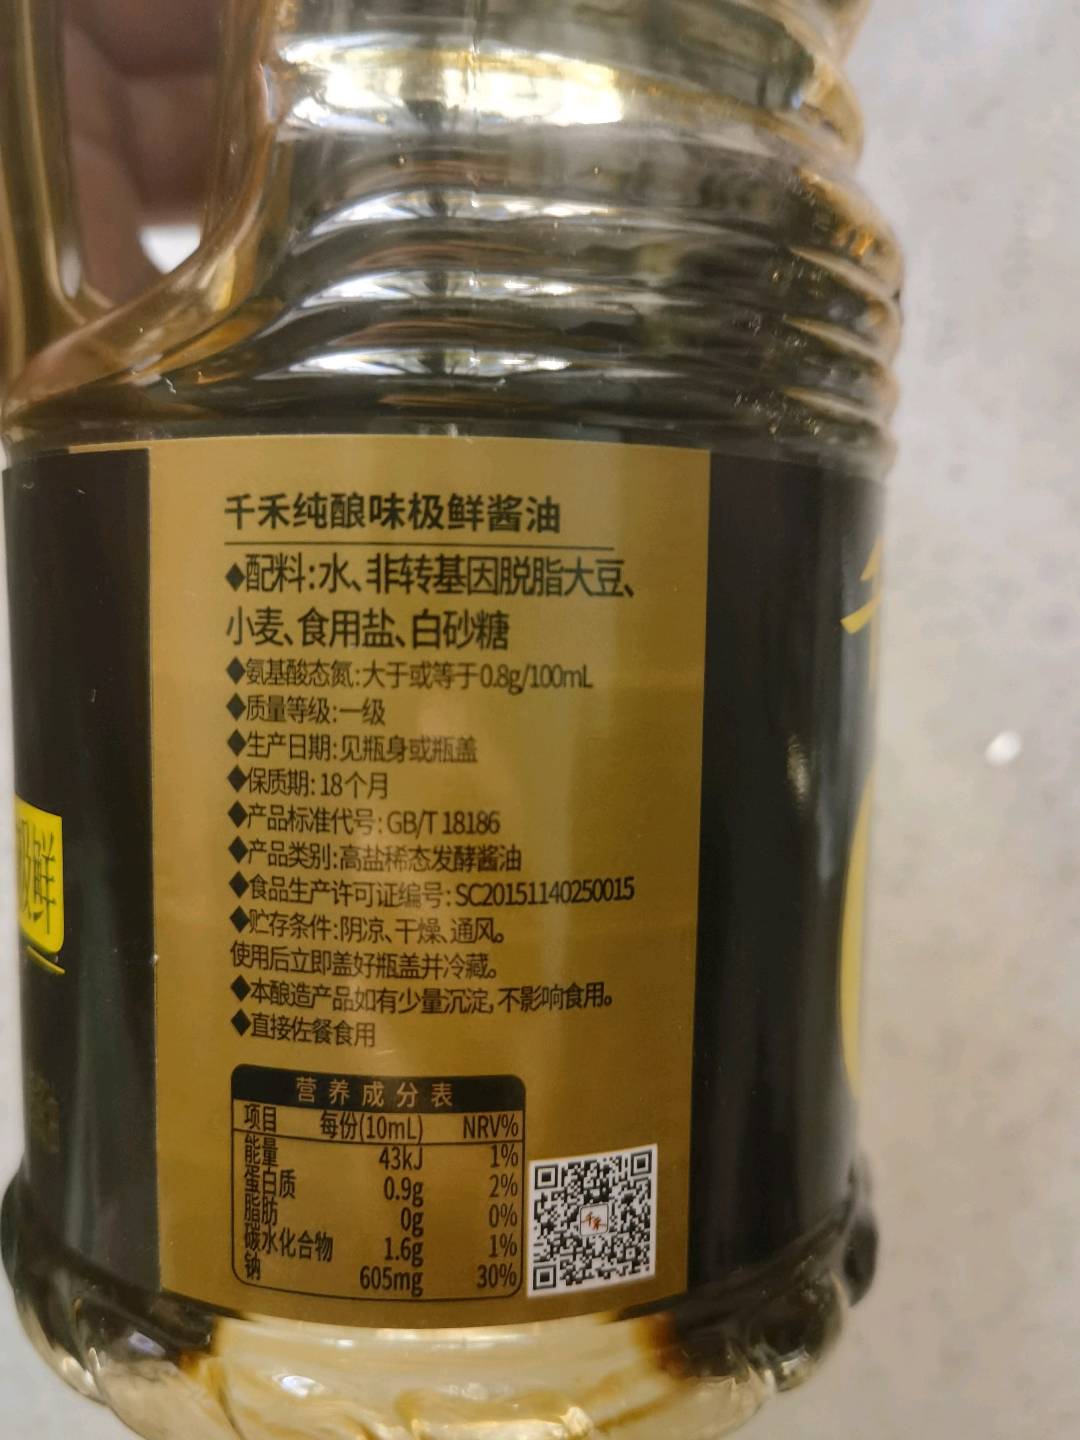 千禾纯酿味极鲜酱油
◆配料:水、非转基因脱脂大豆、
小麦、食用盐、白砂糖
◆氨基酸态氮:大于或等于0.8g/100mL
◆质量等级:一级
◆生产日期:见瓶身或瓶盖
◆保质期:18个月
◆产品标准代号:GB/T 18186
◆产品类别:高盐稀态发酵酱油
◆食品生产许可证编号:SC20151140250015
◆贮存条件:阴凉、干燥、通风。
使用后立即盖好瓶盖并冷藏。
◆本酿造产品如有少量沉淀,不影响食用。
◆直接佐餐食用
营养成分表
项目 每份(10mL) NRV%
能量 43kJ 1%
蛋白质 0.9g 2%
脂肪 0g 0%
碳水化合物 1.6g 1%
钠 605mg 30%
千禾
极鲜